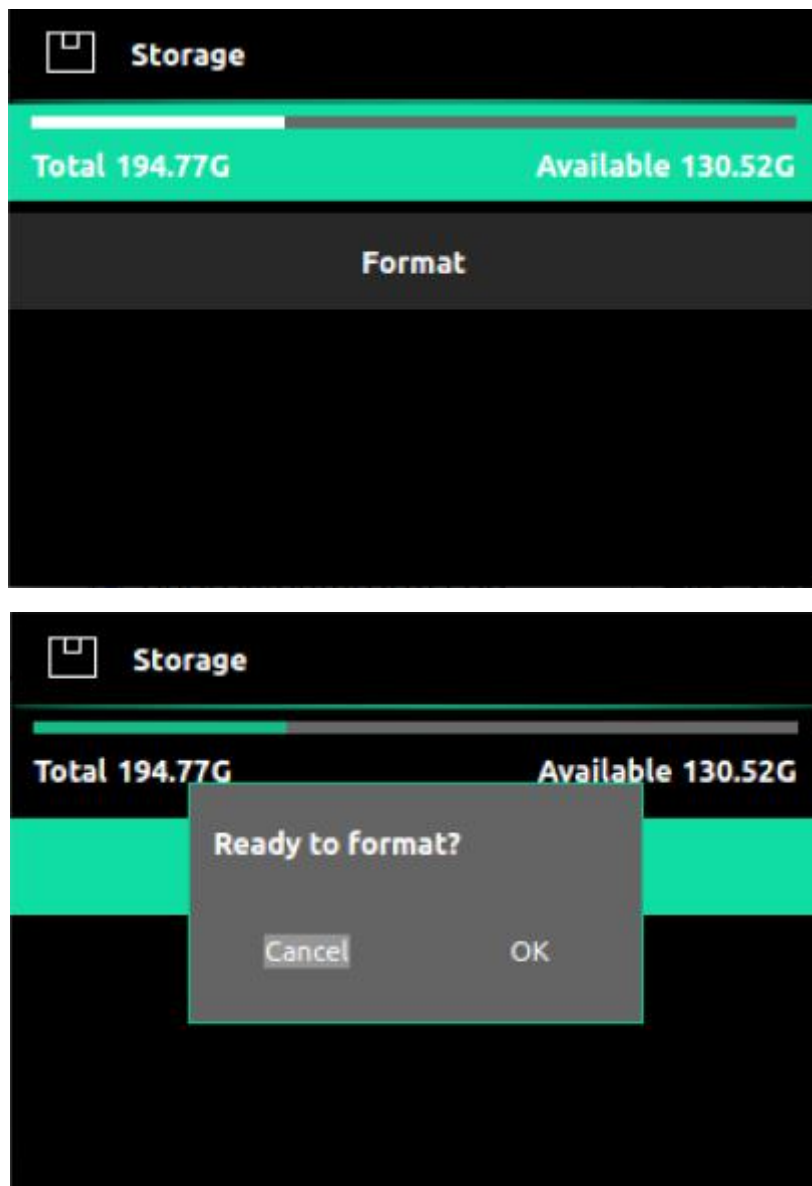 Storage
Total 194.77G Available 130.52G
Format
Storage
Total 194.77G Available 130.52G
Ready to format?
Cancel OK